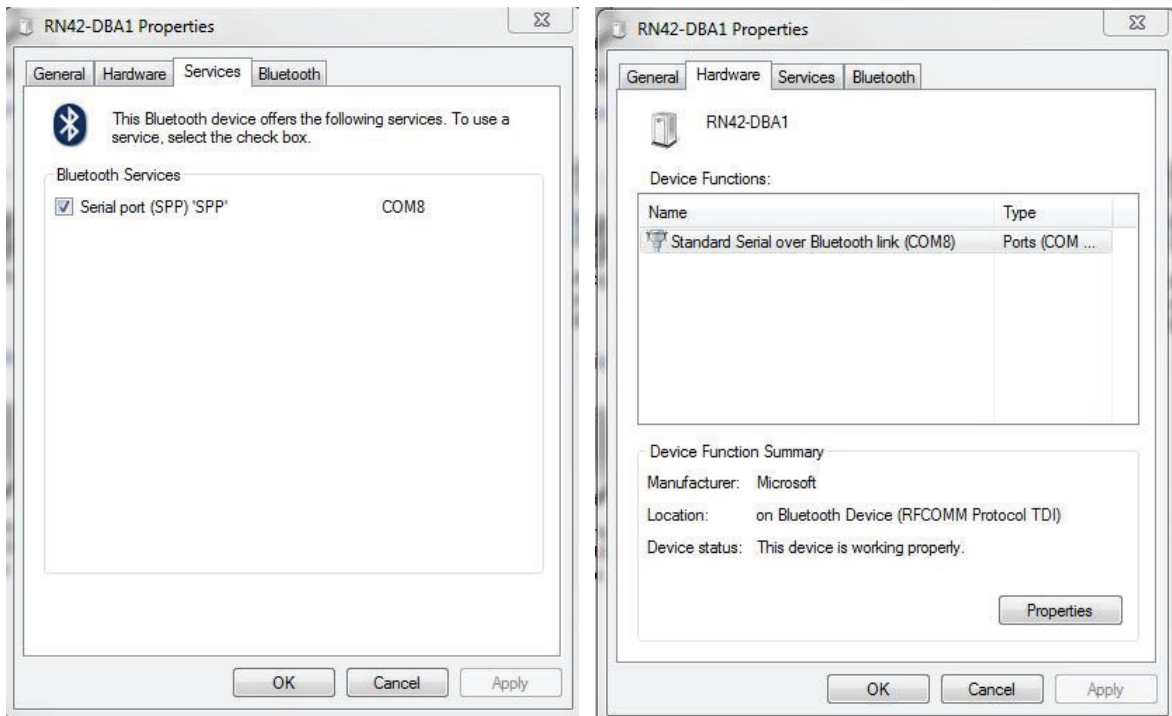 RN42-DBA1 Properties
General Hardware Services Bluetooth
This Bluetooth device offers the following services. To use a
service, select the check box.
Bluetooth Services
Serial port (SPP) 'SPP' COM8
OK Cancel Apply
RN42-DBA1 Properties
General Hardware Services Bluetooth
RN42-DBA1
Device Functions:
Name Type
Standard Serial over Bluetooth link (COM8) Ports (COM ...
Device Function Summary
Manufacturer: Microsoft
Location: on Bluetooth Device (RFCOMM Protocol TDI)
Device status: This device is working properly.
Properties
OK Cancel Apply